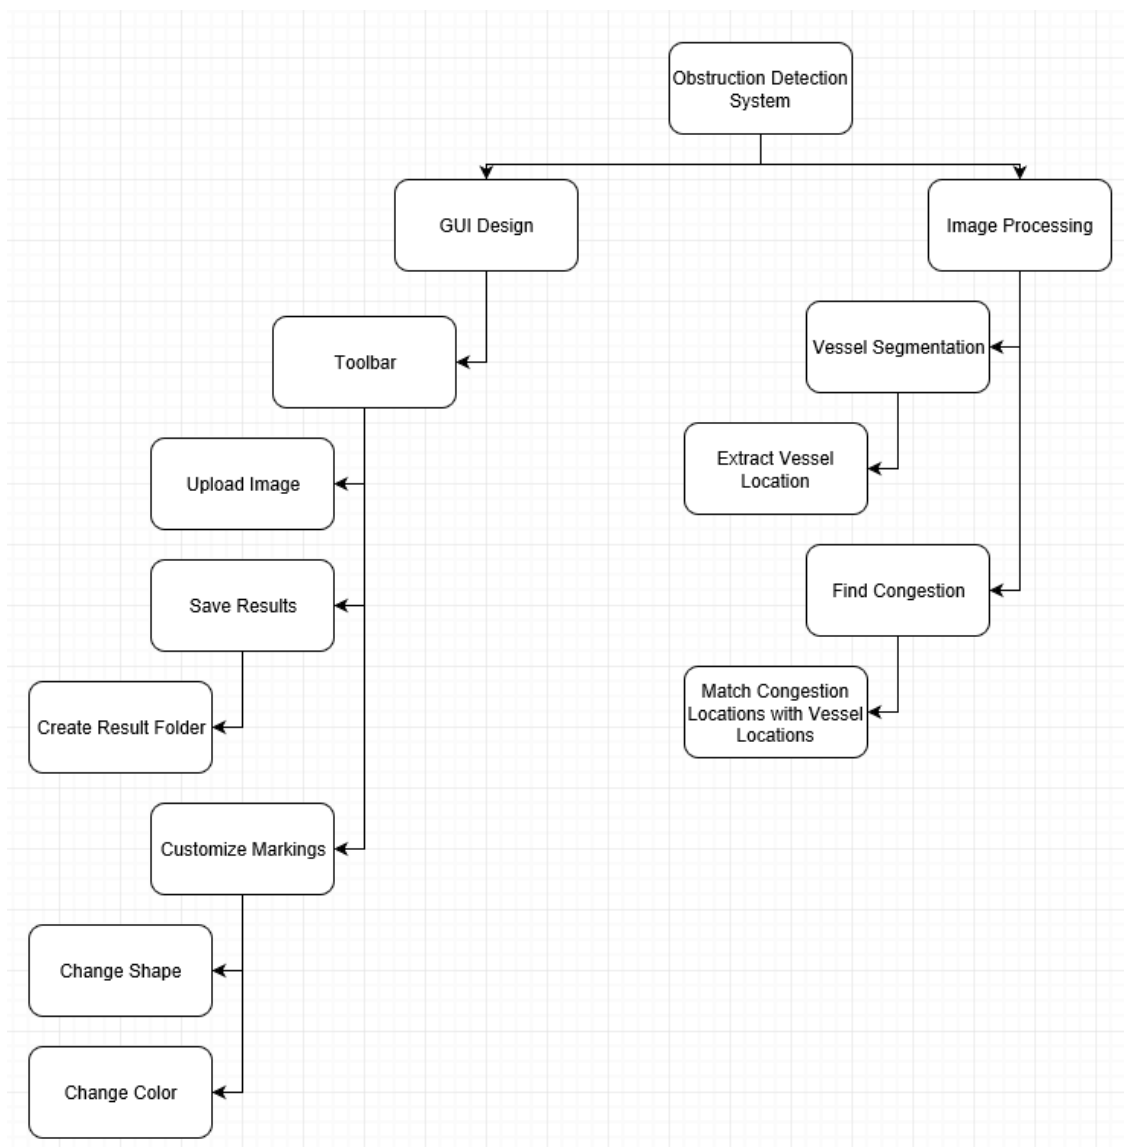 Obstruction Detection
System
GUI Design
Image Processing
Toolbar
Vessel Segmentation
Upload Image
Extract Vessel
Location
Save Results
Find Congestion
Create Result Folder
Match Congestion
Locations with Vessel
Locations
Customize Markings
Change Shape
Change Color